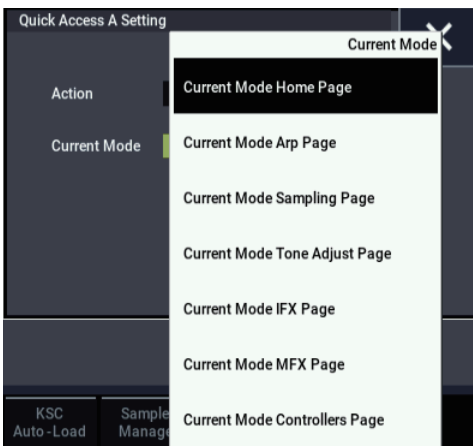 Quick Access A Setting
Current Mode
Action
Current Mode
Current Mode Home Page
Current Mode Arp Page
Current Mode Sampling Page
Current Mode Tone Adjust Page
Current Mode IFX Page
Current Mode MFX Page
Current Mode Controllers Page
KSC
Auto-Load
Sample
Manage